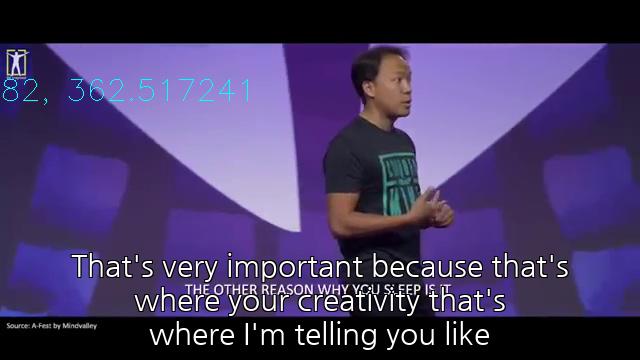 82, 362.517241
That's very important because that's
THE OTHER REASON WHY YOU SLEEP IS IT
where your creativity that's
where I'm telling you like
Source: A-Fest by Mindvalley